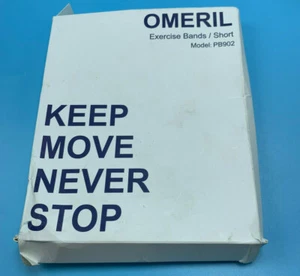 OMERIL
Exercise Bands / Short
Model: PB902
KEEP
MOVE
NEVER
STOP